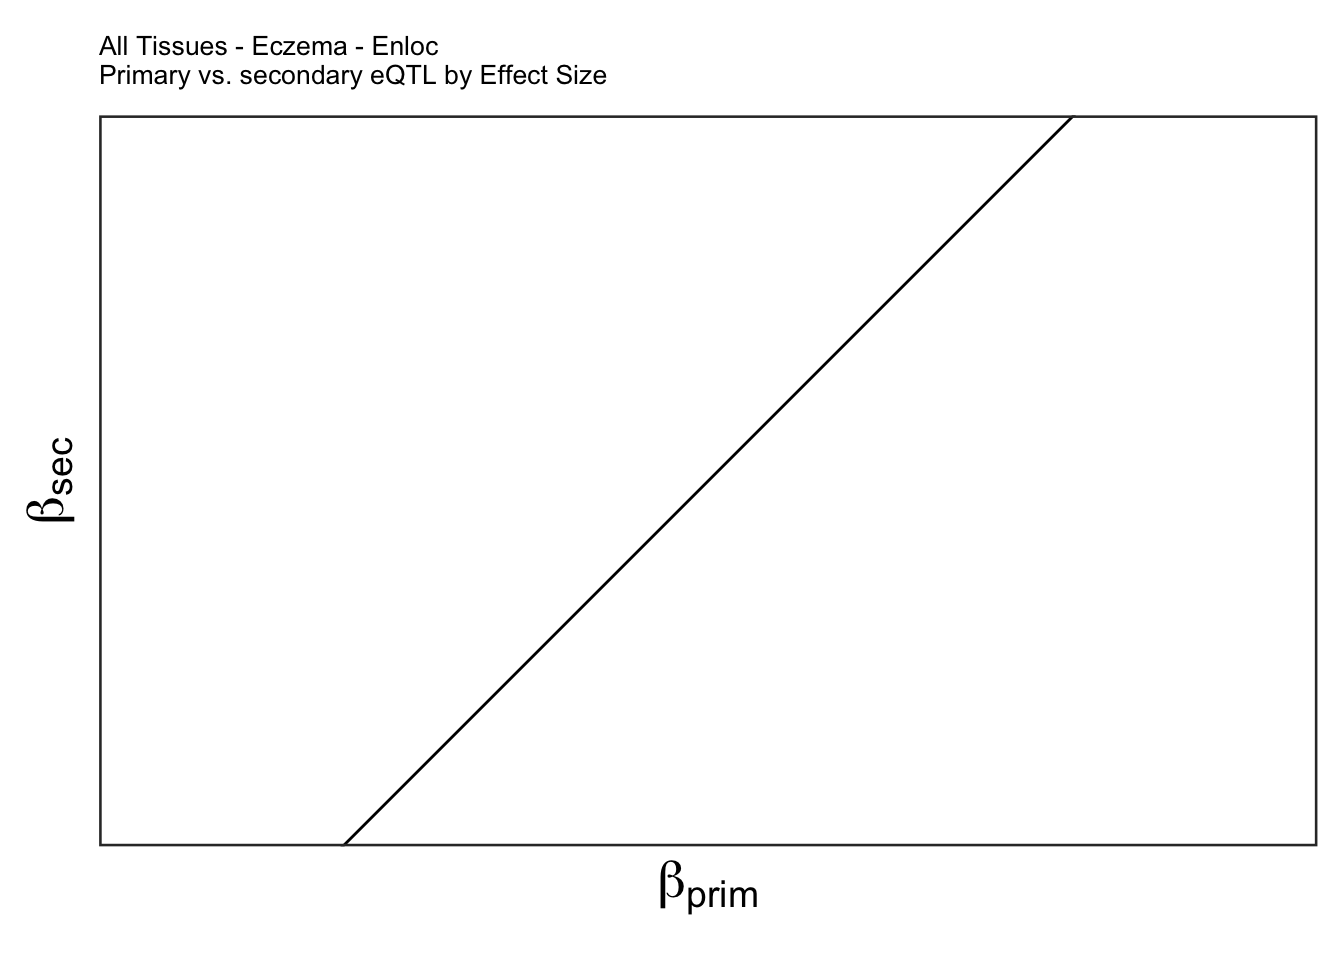 All Tissues - Eczema - Enloc
Primary vs. secondary eQTL by Effect Size
βsec
βprim